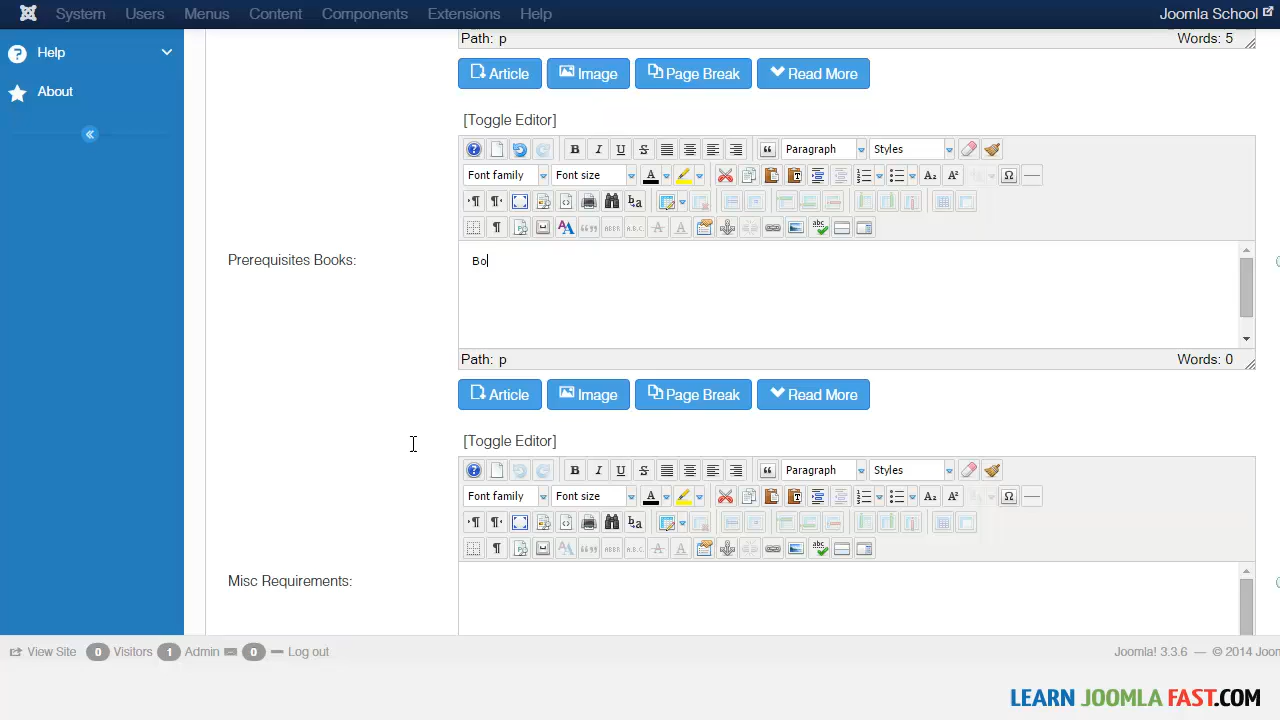 System Users Menus Content Components Extensions Help Joomla School
Help
About
Path: p Words: 5
Article Image Page Break Read More
[Toggle Editor]
B I U S Paragraph Styles
Font family Font size
Prerequisites Books:
Bo
Path: p Words: 0
Article Image Page Break Read More
[Toggle Editor]
B I U S Paragraph Styles
Font family Font size
Misc Requirements:
View Site 0 Visitors 1 Admin 0 Log out Joomla! 3.3.6 — © 2014 Joom
LEARN JOOMLA FAST.COM